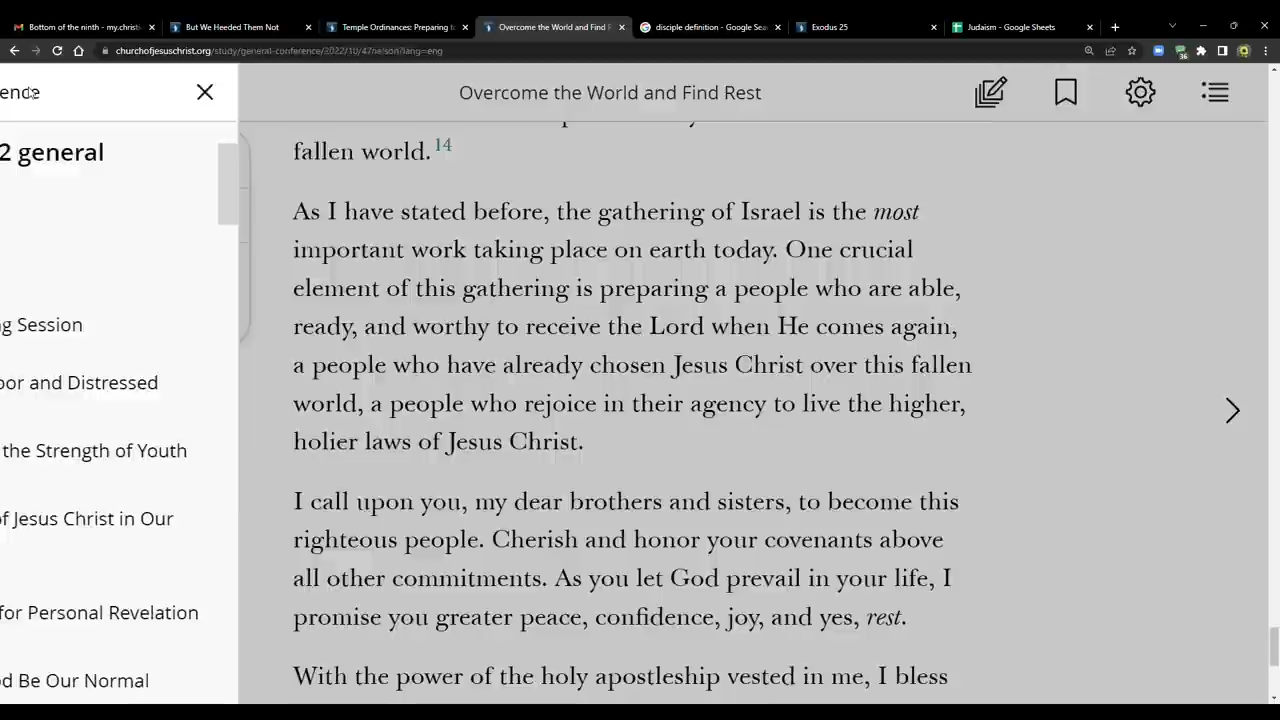 Bottom of the ninth - my.christi
But We Heeded Them Not
Temple Ordinances: Preparing fo
Overcome the World and Find R
disciple definition - Google Sea
Exodus 25
Judaism - Google Sheets
churchofjesuschrist.org/study/general-conference/2022/10/47nelson?lang=eng
36
ence
Overcome the World and Find Rest
2 general
g Session
oor and Distressed
the Strength of Youth
of Jesus Christ in Our
for Personal Revelation
d Be Our Normal
fallen world.14
As I have stated before, the gathering of Israel is the most
important work taking place on earth today. One crucial
element of this gathering is preparing a people who are able,
ready, and worthy to receive the Lord when He comes again,
a people who have already chosen Jesus Christ over this fallen
world, a people who rejoice in their agency to live the higher,
holier laws of Jesus Christ.
I call upon you, my dear brothers and sisters, to become this
righteous people. Cherish and honor your covenants above
all other commitments. As you let God prevail in your life, I
promise you greater peace, confidence, joy, and yes, rest.
With the power of the holy apostleship vested in me, I bless